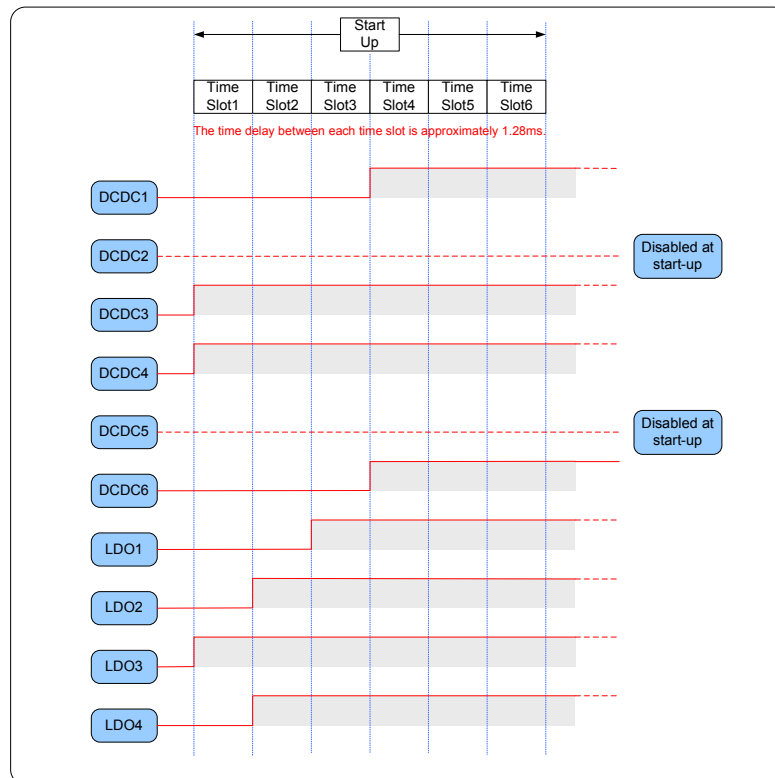 Start
Up
Time Slot1
Time Slot2
Time Slot3
Time Slot4
Time Slot5
Time Slot6
The time delay between each time slot is approximately 1.28ms.
DCDC1
DCDC2
Disabled at
start-up
DCDC3
DCDC4
DCDC5
Disabled at
start-up
DCDC6
LDO1
LDO2
LDO3
LDO4